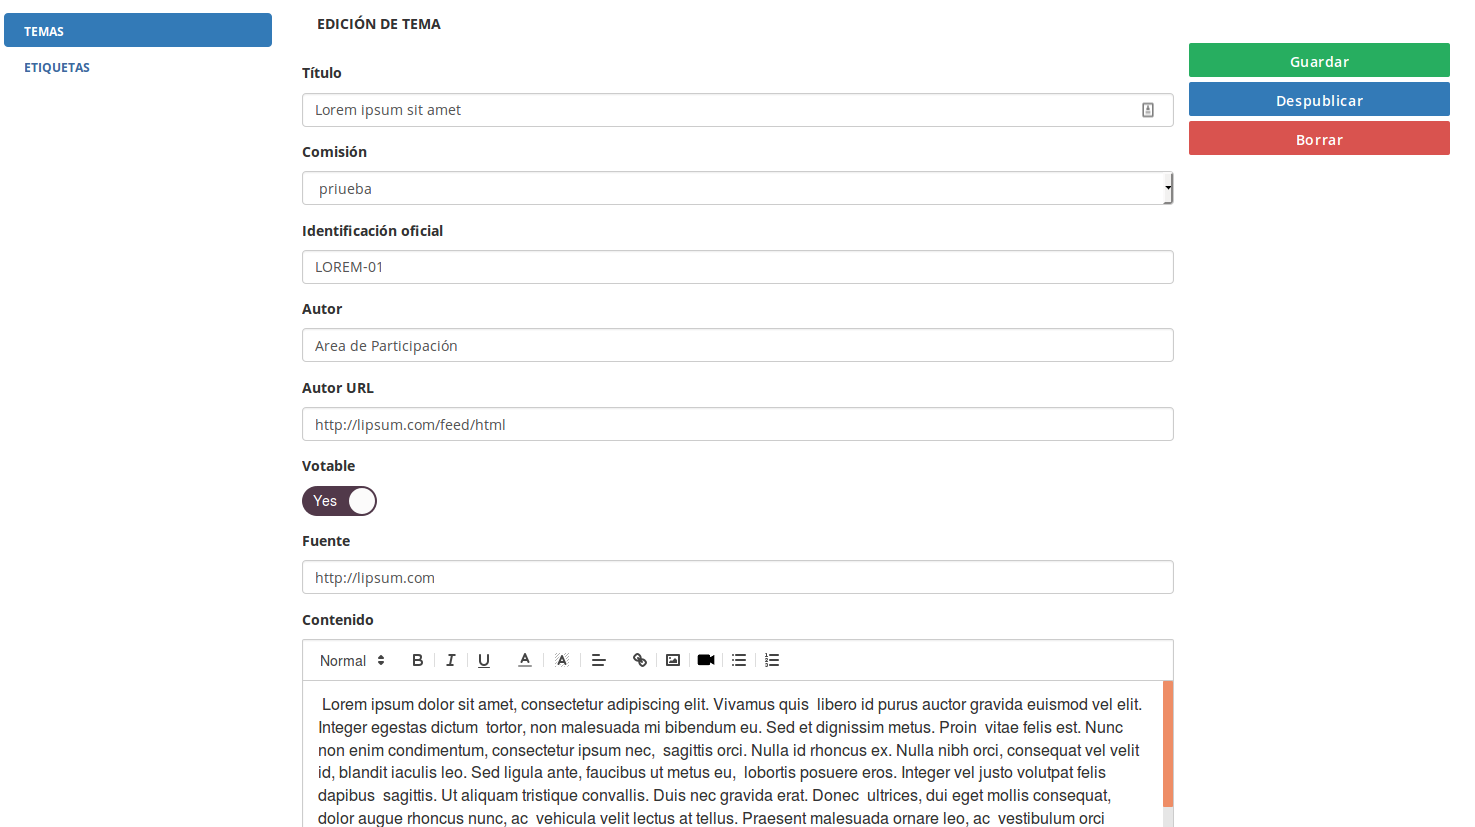 TEMAS
ETIQUETAS
EDICIÓN DE TEMA
Título
Lorem ipsum sit amet
Comisión
priueba
Identificación oficial
LOREM-01
Autor
Area de Participación
Autor URL
http://lipsum.com/feed/html
Votable
Yes
Fuente
http://lipsum.com
Contenido
Normal B I U A A
Lorem ipsum dolor sit amet, consectetur adipiscing elit. Vivamus quis  libero id purus auctor gravida euismod vel elit.
Integer egestas dictum  tortor, non malesuada mi bibendum eu. Sed et dignissim metus. Proin  vitae felis est. Nunc
non enim condimentum, consectetur ipsum nec,  sagittis orci. Nulla id rhoncus ex. Nulla nibh orci, consequat vel velit
id, blandit iaculis leo. Sed ligula ante, faucibus ut metus eu,  lobortis posuere eros. Integer vel justo volutpat felis
dapibus  sagittis. Ut aliquam tristique convallis. Duis nec gravida erat. Donec  ultrices, dui eget mollis consequat,
dolor augue rhoncus nunc, ac  vehicula velit lectus at tellus. Praesent malesuada ornare leo, ac  vestibulum orci
Guardar
Despublicar
Borrar